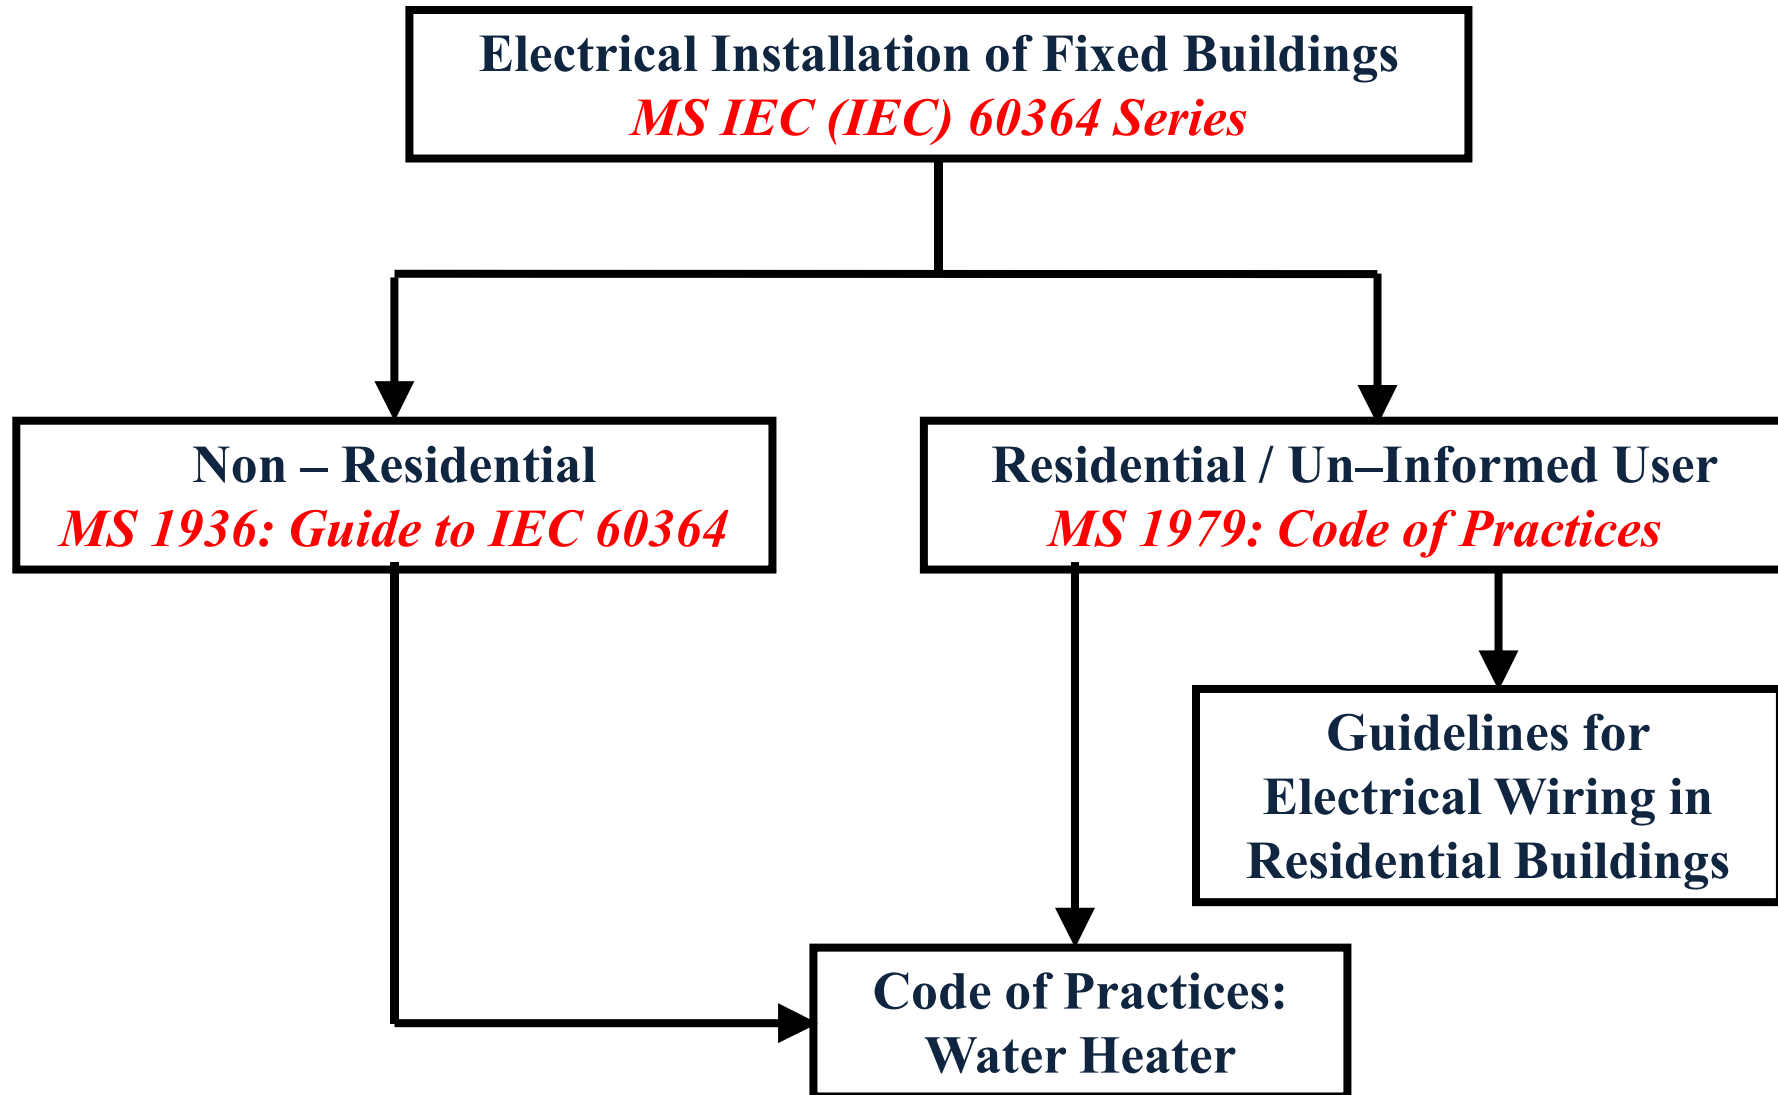 Electrical Installation of Fixed Buildings
MS IEC (IEC) 60364 Series
Non – Residential
MS 1936: Guide to IEC 60364
Residential / Un–Informed User
MS 1979: Code of Practices
Guidelines for
Electrical Wiring in
Residential Buildings
Code of Practices:
Water Heater